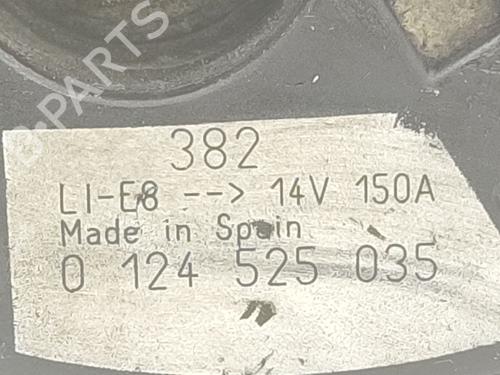 B-PARTS
382
LI-E8 --> 14V 150A
Made in Spain
0 124 525 035